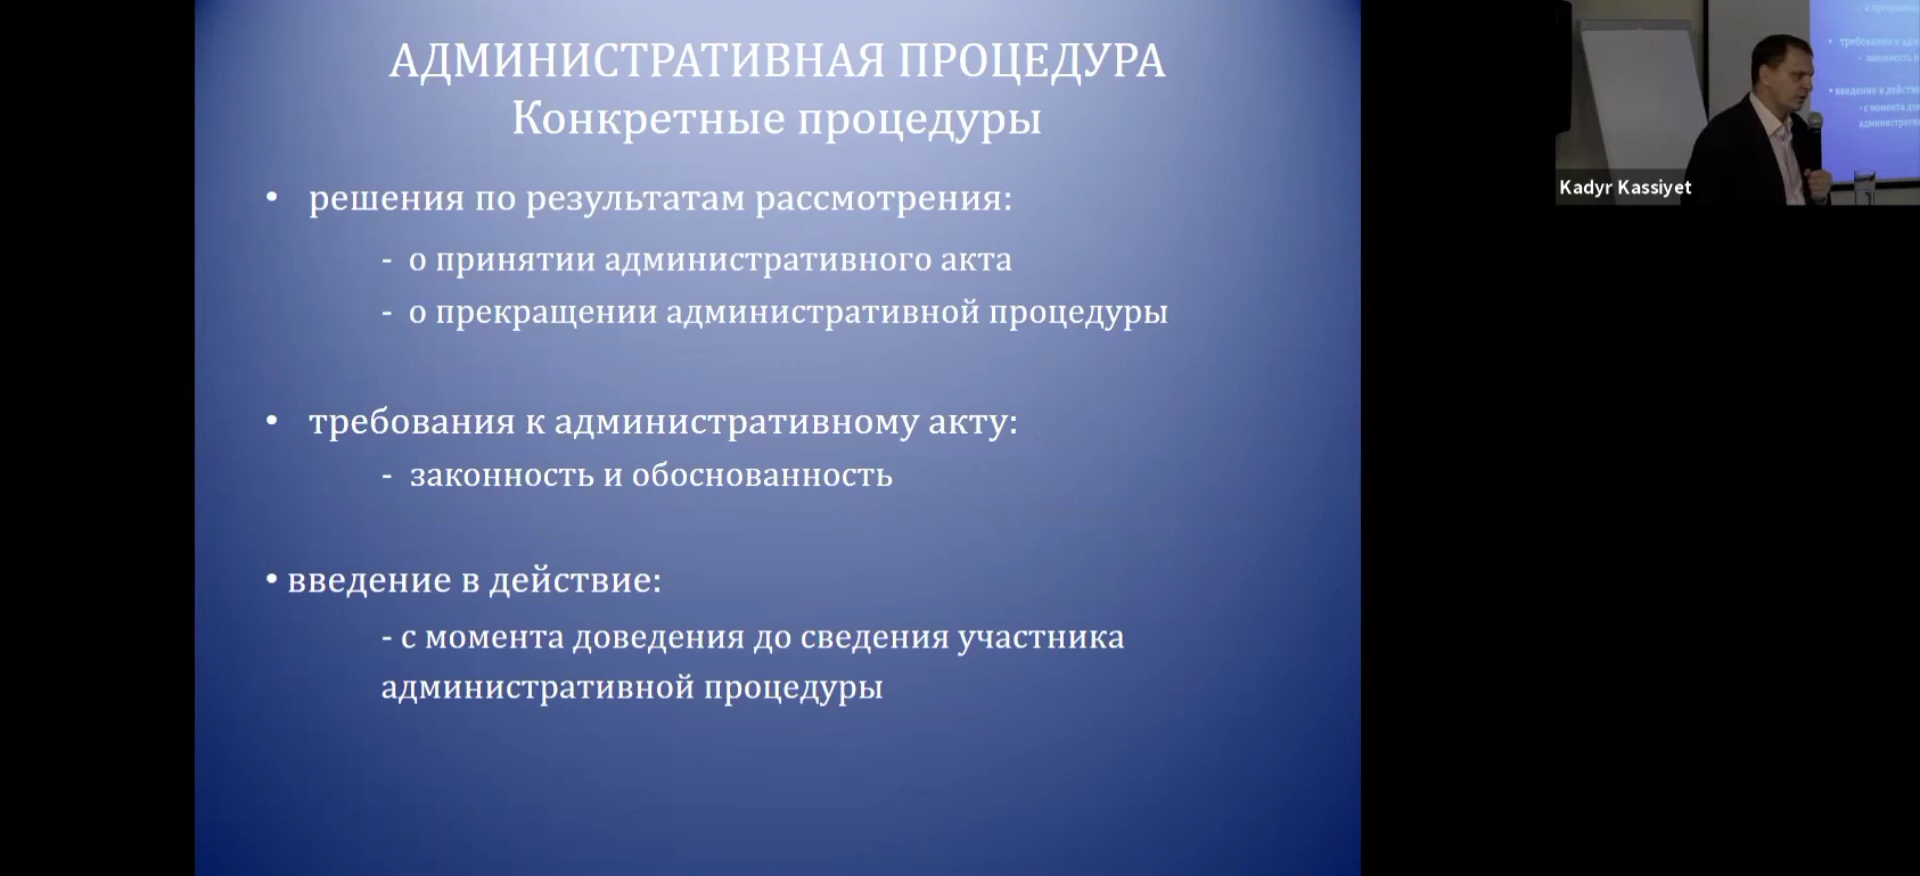 АДМИНИСТРАТИВНАЯ ПРОЦЕДУРА
Конкретные процедуры
• решения по результатам рассмотрения:
- о принятии административного акта
- о прекращении административной процедуры
• требования к административному акту:
- законность и обоснованность
• введение в действие:
- с момента доведения до сведения участника
административной процедуры
Kadyr Kassiyet